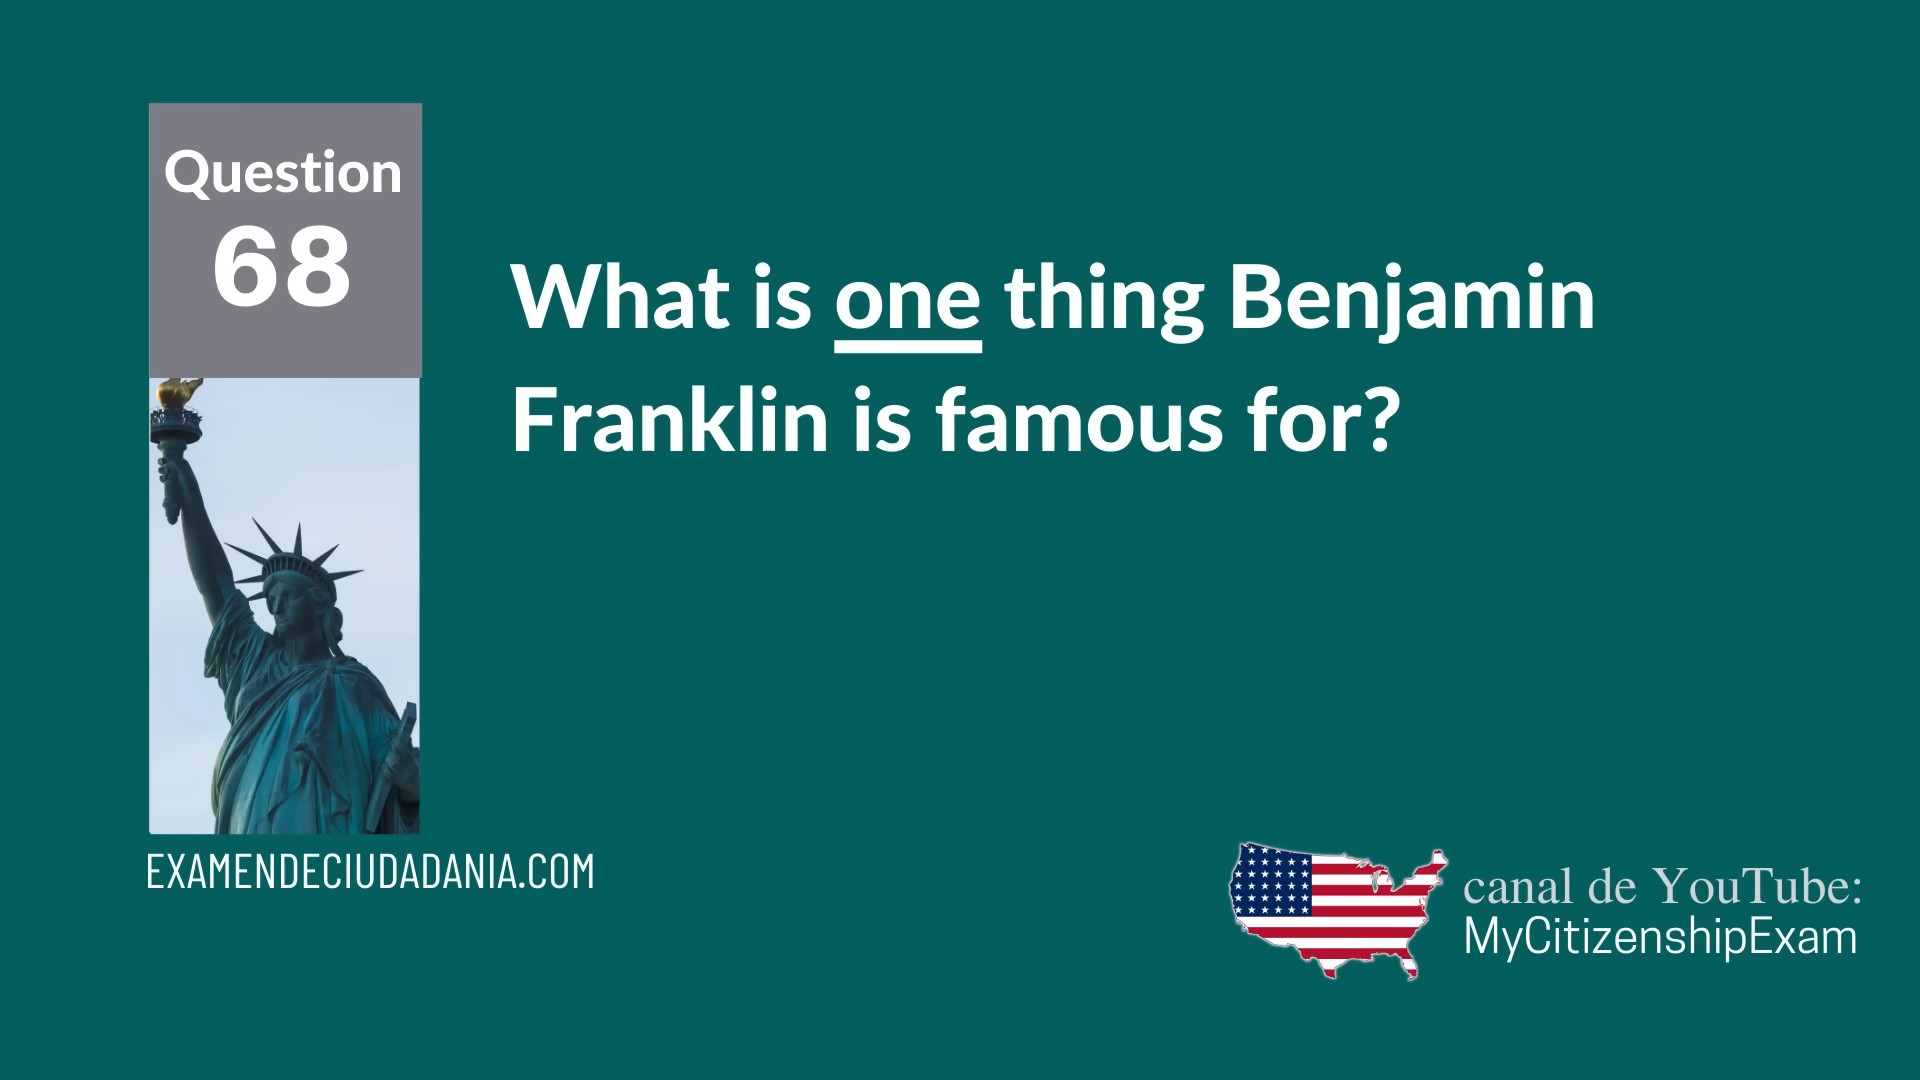 Question
68
What is one thing Benjamin
Franklin is famous for?
EXAMENDECIUDADANIA.COM
canal de YouTube:
MyCitizenshipExam